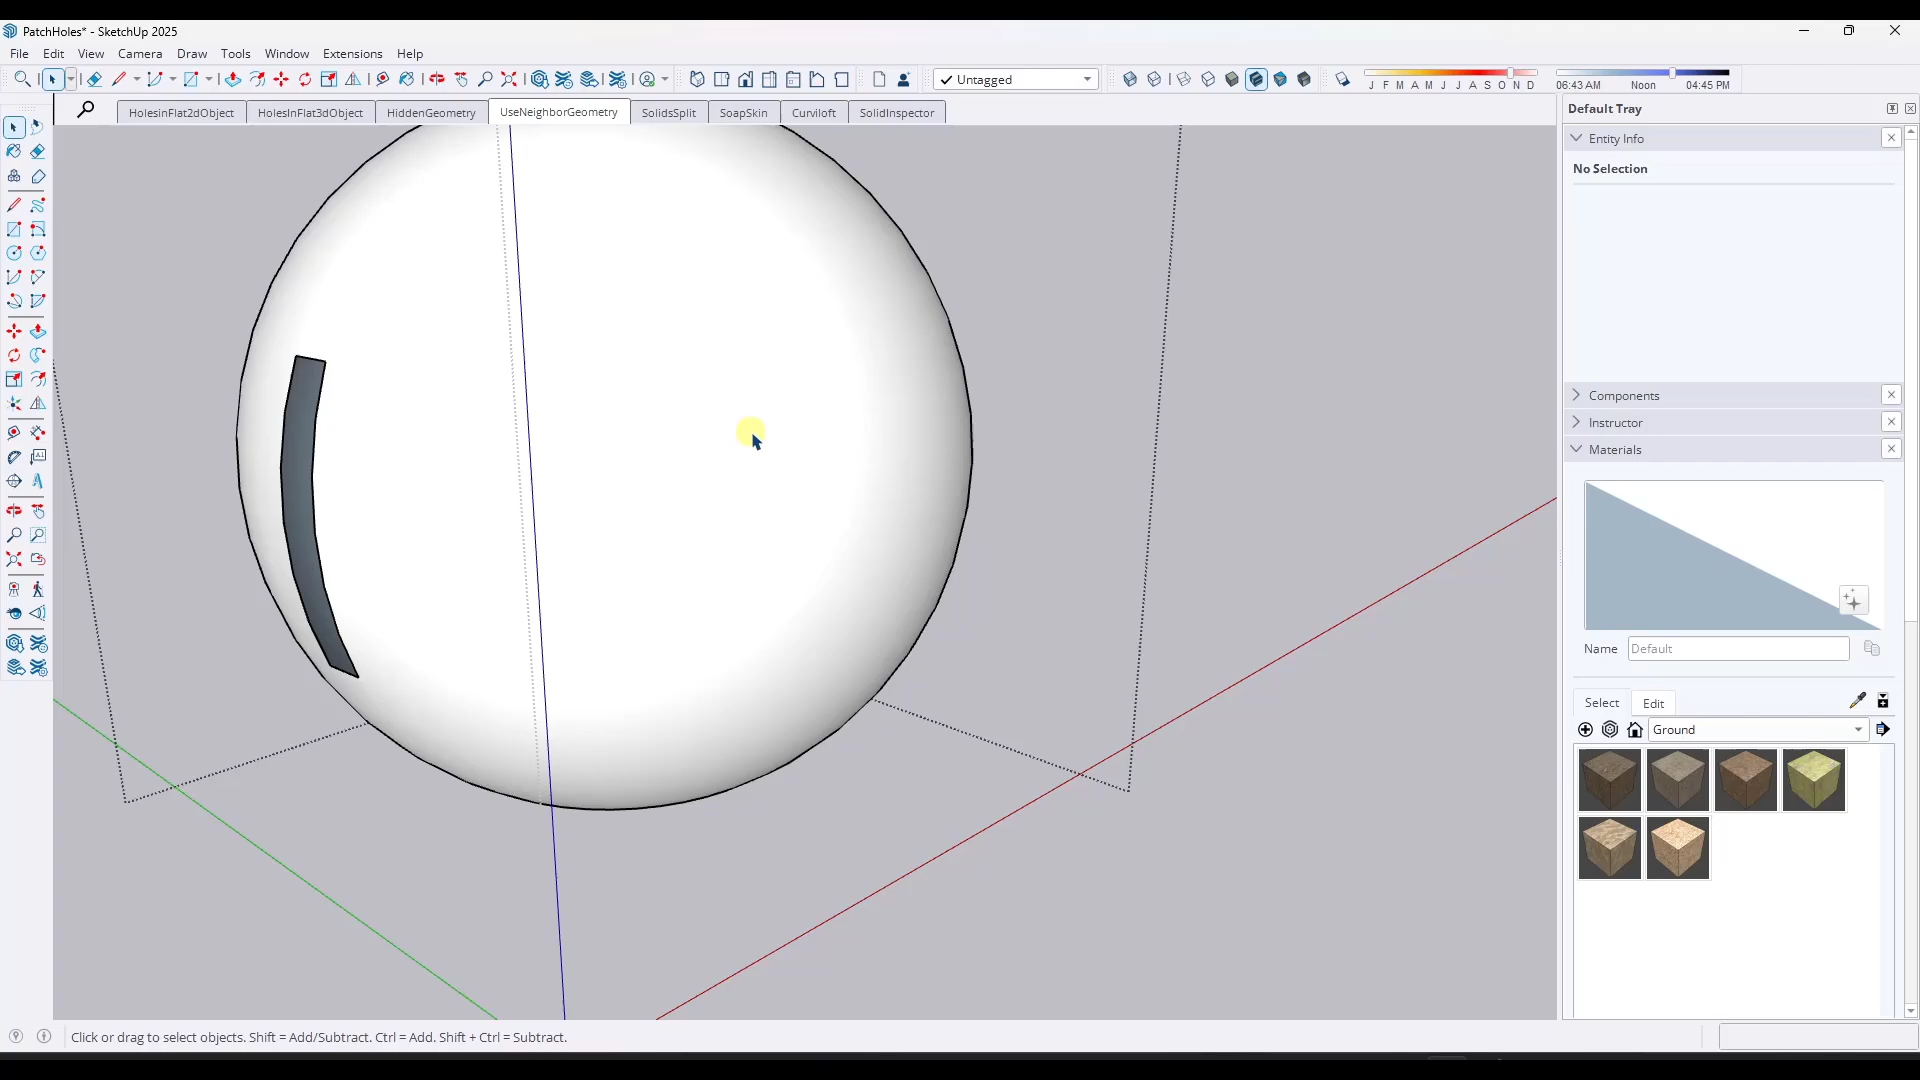 PatchHoles* - SketchUp 2025
File Edit View Camera Draw Tools Window Extensions Help
Untagged
J F M A M J J A S O N D
06:43 AM Noon 04:45 PM
HolesinFlat2dObject HolesInFlat3dObject HiddenGeometry UseNeighborGeometry SolidsSplit SoapSkin Curviloft SolidInspector
Default Tray
Entity Info
No Selection
Components
Instructor
Materials
Name Default
Select Edit
Ground
Click or drag to select objects. Shift = Add/Subtract. Ctrl = Add. Shift + Ctrl = Subtract.